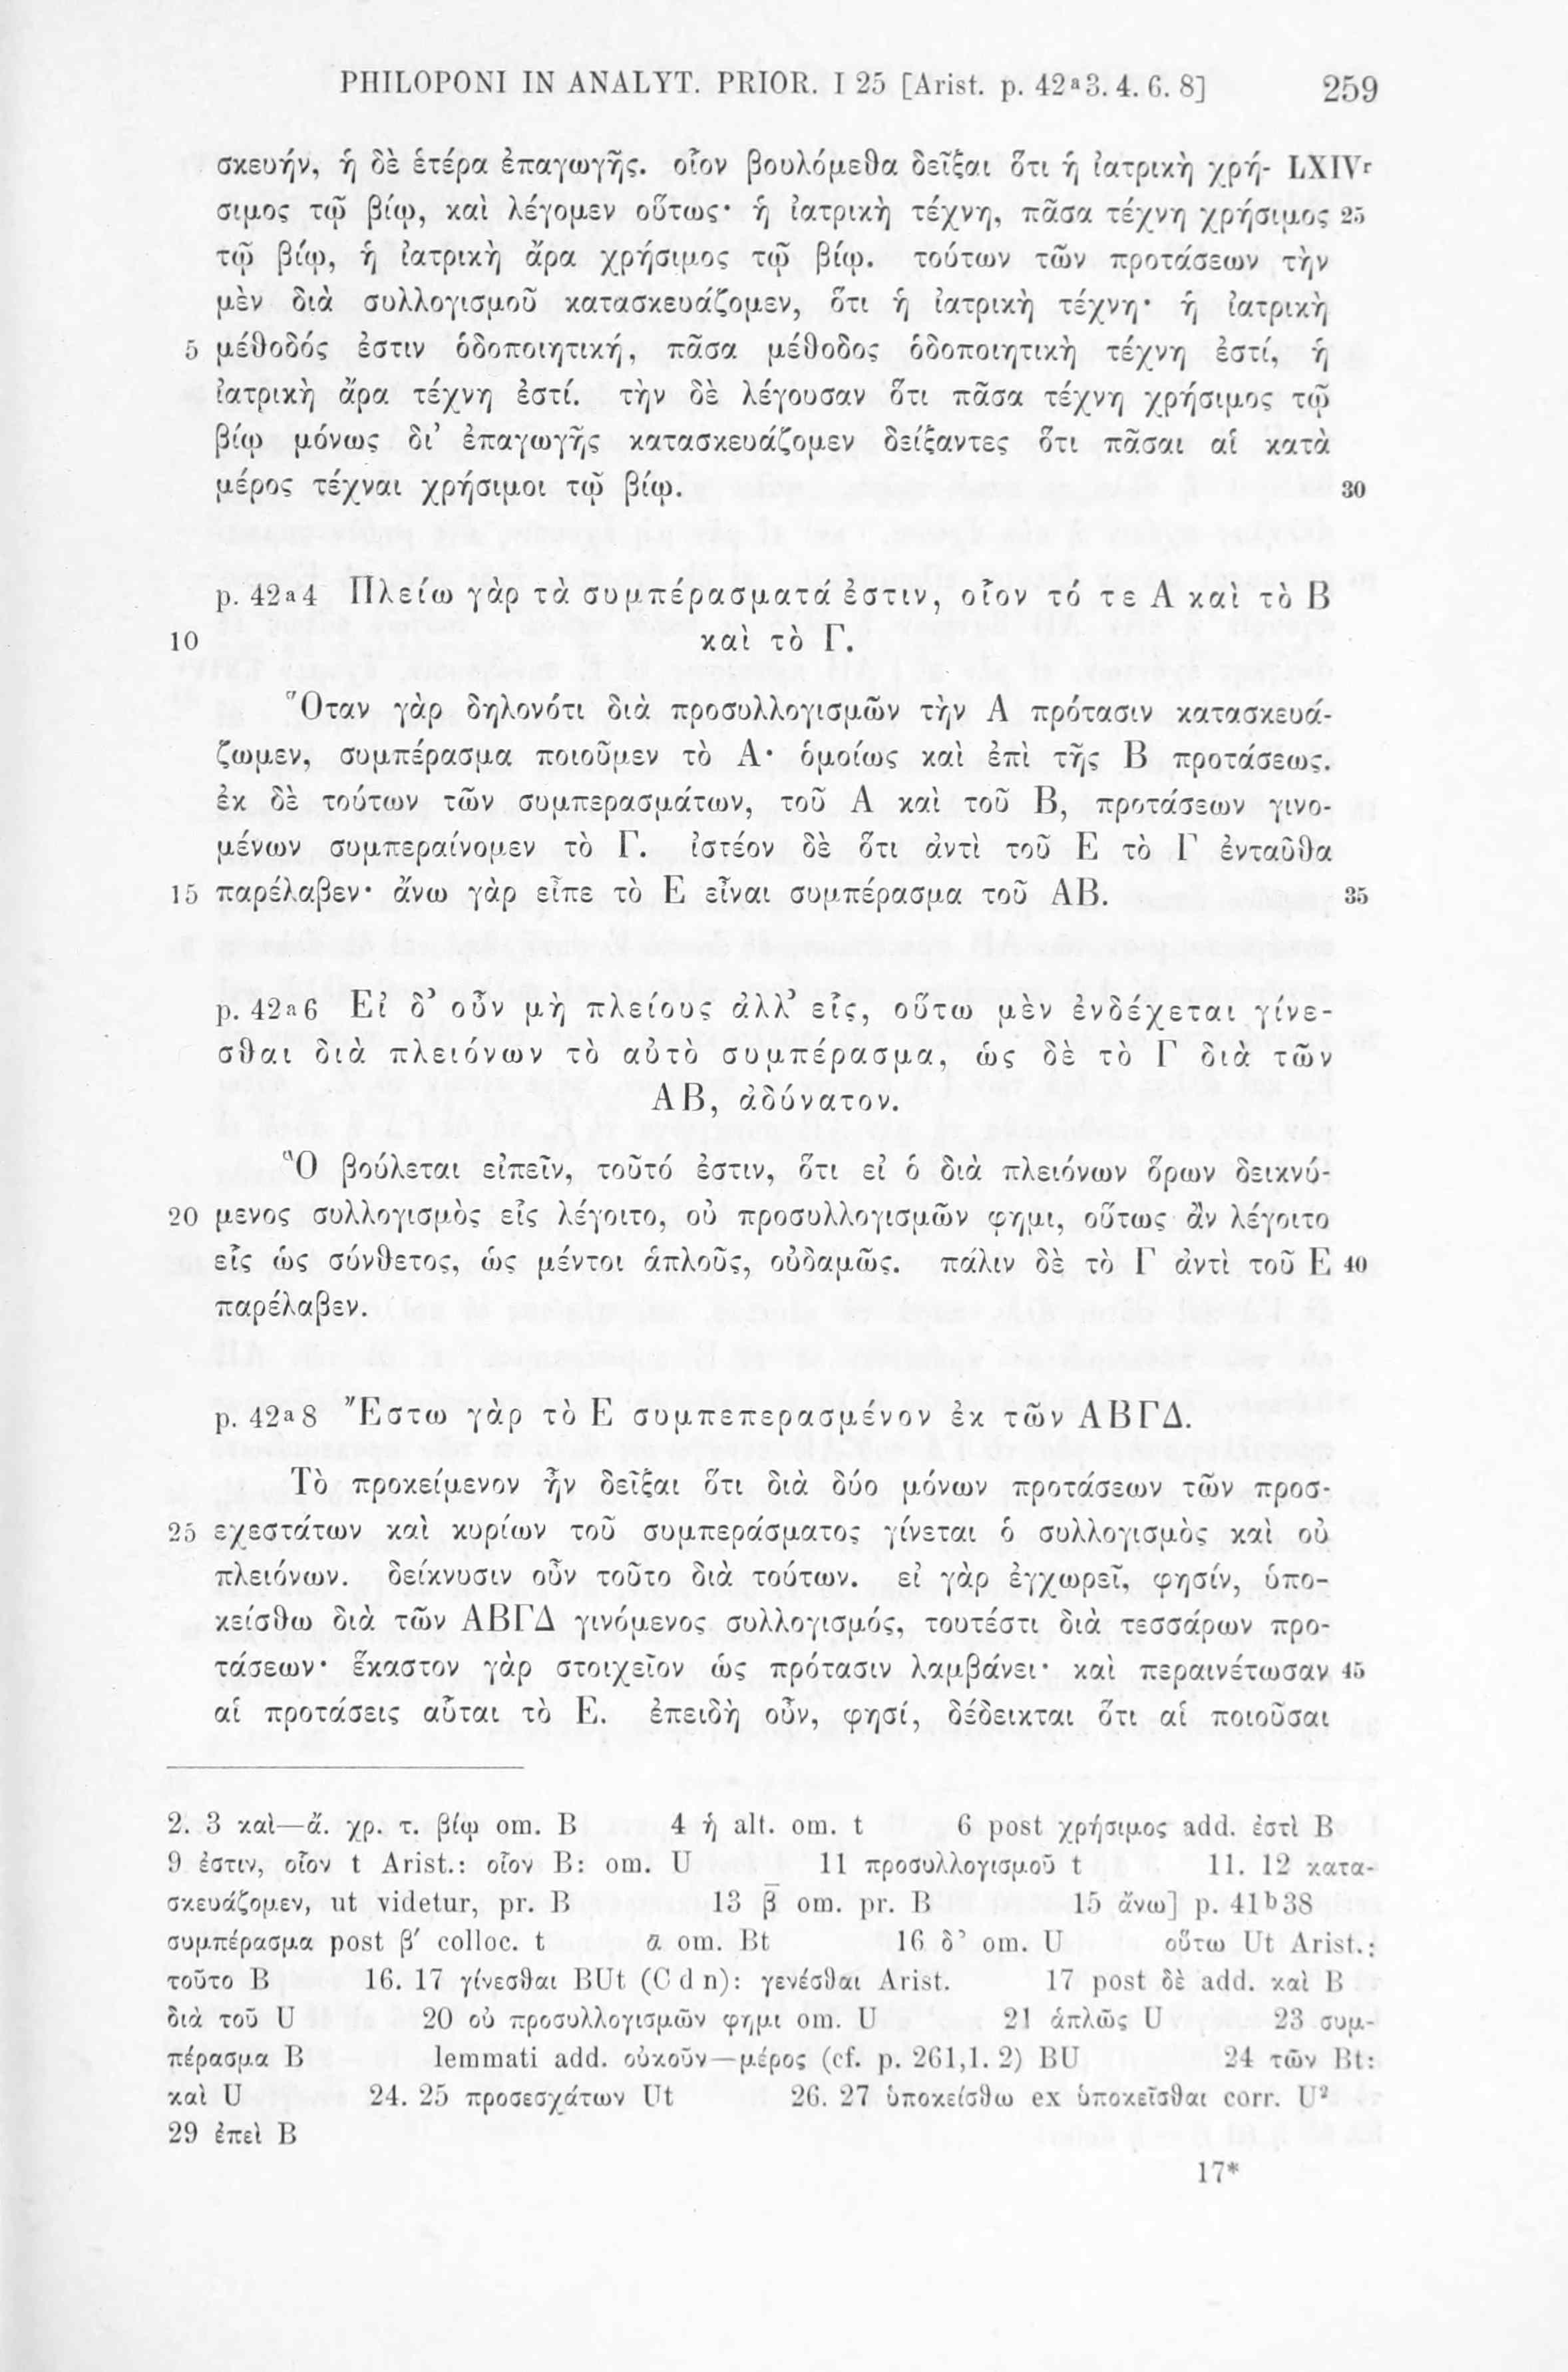 PHILOPONI IN ANALYT. PRIOR. I 25 [Arist. p. 42ª3. 4. 6. 8] 259
σκευήν, ἡ δὲ ἑτέρα ἐπαγωγῆς. οἷον βουλόμεθα δεῖξαι ὅτι ἡ ἰατρικὴ χρή- LXIVr
σιμος τῷ βίῳ, καὶ λέγομεν οὕτως· ἡ ἰατρικὴ τέχνη, πᾶσα τέχνη χρήσιμος 25
τῷ βίῳ, ἡ ἰατρικὴ ἄρα χρήσιμος τῷ βίῳ. τούτων τῶν προτάσεων τὴν
μὲν διὰ συλλογισμοῦ κατασκευάζομεν, ὅτι ἡ ἰατρικὴ τέχνη· ἡ ἰατρικὴ
5 μέθοδός ἐστιν ὁδοποιητική, πᾶσα μέθοδος ὁδοποιητικὴ τέχνη ἐστί, ἡ
ἰατρικὴ ἄρα τέχνη ἐστί. τὴν δὲ λέγουσαν ὅτι πᾶσα τέχνη χρήσιμος τῷ
βίῳ μόνως δι’ ἐπαγωγῆς κατασκευάζομεν δείξαντες ὅτι πᾶσαι αἱ κατὰ
μέρος τέχναι χρήσιμοι τῷ βίῳ. 30
p. 42ª4 Πλείω γὰρ τὰ συμπέρασματά ἐστιν, οἷον τό τε Α καὶ τὸ Β
10 καὶ τὸ Γ.
Ὅταν γὰρ δηλονότι διὰ προσυλλογισμῶν τὴν Α πρότασιν κατασκευά-
ζωμεν, συμπέρασμα ποιοῦμεν τὸ Α· ὁμοίως καὶ ἐπὶ τῆς Β προτάσεως.
ἐκ δὲ τούτων τῶν συμπερασμάτων, τοῦ Α καὶ τοῦ Β, προτάσεων γινο-
μένων συμπεραίνομεν τὸ Γ. ἰστέον δὲ ὅτι ἀντὶ τοῦ Ε τὸ Γ ἐνταῦθα
15 παρέλαβεν· ἄνω γὰρ εἶπε τὸ Ε εἶναι συμπέρασμα τοῦ ΑΒ. 35
p. 42ª6 Εἰ δ’ οὖν μὴ πλείους ἀλλ’ εἷς, οὕτω μὲν ἐνδέχεται γίνε-
σθαι διὰ πλειόνων τὸ αὐτὸ συμπέρασμα, ὡς δὲ τὸ Γ διὰ τῶν
ΑΒ, ἀδύνατον.
Ὃ βούλεται εἰπεῖν, τοῦτό ἐστιν, ὅτι εἰ ὁ διὰ πλειόνων ὅρων δεικνύ-
20 μενος συλλογισμὸς εἷς λέγοιτο, οὐ προσυλλογισμῶν φημι, οὕτως ἂν λέγοιτο
εἷς ὡς σύνθετος, ὡς μέντοι ἁπλοῦς, οὐδαμῶς. πάλιν δὲ τὸ Γ ἀντὶ τοῦ Ε 40
παρέλαβεν.
p. 42ª8 Ἔστω γὰρ τὸ Ε συμπεπερασμένον ἐκ τῶν ΑΒΓΔ.
Τὸ προκείμενον ἦν δεῖξαι ὅτι διὰ δύο μόνων προτάσεων τῶν προσ-
25 εχεστάτων καὶ κυρίων τοῦ συμπεράσματος γίνεται ὁ συλλογισμὸς καὶ οὐ
πλειόνων. δείκνυσιν οὖν τοῦτο διὰ τούτων. εἰ γὰρ ἐγχωρεῖ, φησίν, ὑπο-
κείσθω διὰ τῶν ΑΒΓΔ γινόμενος συλλογισμός, τουτέστι διὰ τεσσάρων προ-
τάσεων· ἕκαστον γὰρ στοιχεῖον ὡς πρότασιν λαμβάνει· καὶ περαινέτωσαν 45
αἱ προτάσεις αὗται τὸ Ε. ἐπειδὴ οὖν, φησί, δέδεικται ὅτι αἱ ποιοῦσαι
2. 3 καὶ—ἄ. χρ. τ. βίῳ om. B 4 ἡ alt. om. t 6 post χρήσιμος add. ἐστὶ B
9 ἐστιν, οἷον t Arist.: οἷον B: om. U 11 προσυλλογισμοῦ t 11. 12 κατα-
σκευάζομεν, ut videtur, pr. B 13 β̅ om. pr. B 15 ἄνω] p. 41ᵇ38
συμπέρασμα post β′ colloc. t α̅ om. Bt 16 δ’ om. U οὕτω Ut Arist.:
τοῦτο B 16. 17 γίνεσθαι BUt (C d n): γενέσθαι Arist. 17 post δὲ add. καὶ B
διὰ τοῦ U 20 οὐ προσυλλογισμῶν φημι om. U 21 ἁπλῶς U 23 συμ-
πέρασμα B lemmati add. οὐκοῦν—μέρος (cf. p. 261,1. 2) BU 24 τῶν Bt:
καὶ U 24. 25 προσεσχάτων Ut 26. 27 ὑποκείσθω ex ὑποκεῖσθαι corr. U²
29 ἐπεὶ B
17*